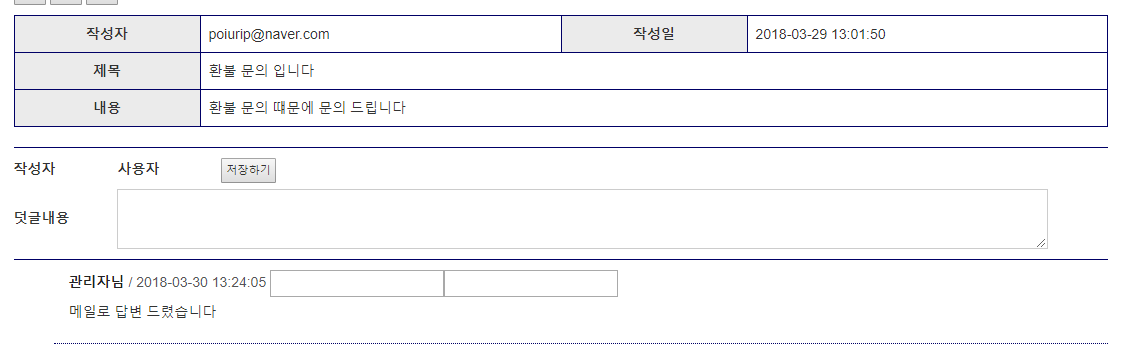 작성자 poiurip@naver.com 작성일 2018-03-29 13:01:50
제목 환불 문의 입니다
내용 환불 문의 떄문에 문의 드립니다
작성자 사용자 저장하기
덧글내용
관리자님 / 2018-03-30 13:24:05
메일로 답변 드렸습니다